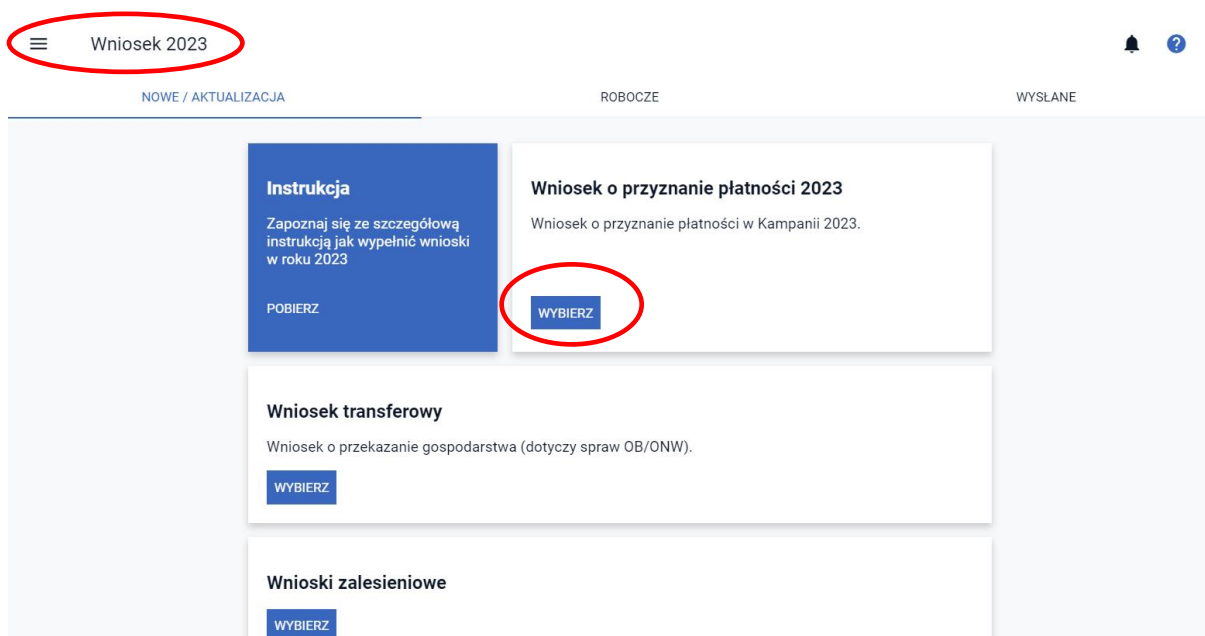 Wniosek 2023
?
NOWE / AKTUALIZACJA
ROBOCZE
WYSŁANE
Instrukcja
Zapoznaj się ze szczegółową
instrukcją jak wypełnić wnioski
w roku 2023
POBIERZ
Wniosek o przyznanie płatności 2023
Wniosek o przyznanie płatności w Kampanii 2023.
WYBIERZ
Wniosek transferowy
Wniosek o przekazanie gospodarstwa (dotyczy spraw OB/ONW).
WYBIERZ
Wnioski zalesieniowe
WYBIERZ